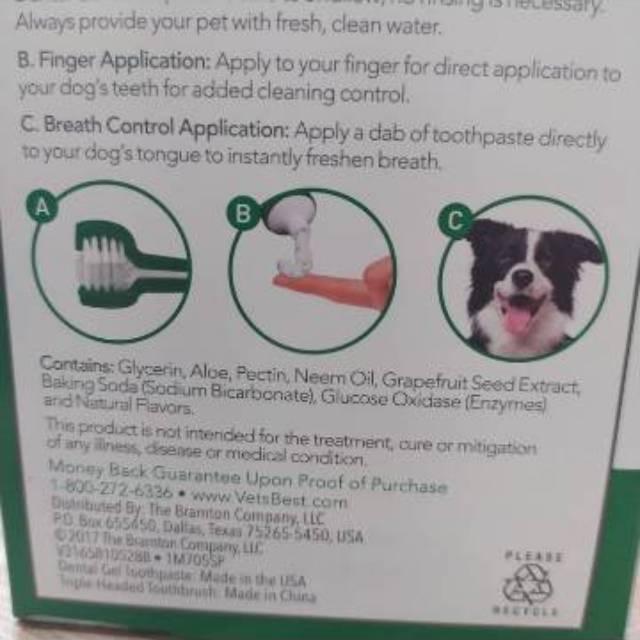 no rinsing is necessary.
Always provide your pet with fresh, clean water.
B. Finger Application: Apply to your finger for direct application to
your dog's teeth for added cleaning control.
C. Breath Control Application: Apply a dab of toothpaste directly
to your dog's tongue to instantly freshen breath.
A
B
C
Contains: Glycerin, Aloe, Pectin, Neem Oil, Grapefruit Seed Extract,
Baking Soda (Sodium Bicarbonate), Glucose Oxidase (Enzymes)
and Natural Flavors.
This product is not intended for the treatment, cure or mitigation
of any illness, disease or medical condition.
Money Back Guarantee Upon Proof of Purchase
1-800-272-6336 • www.VetsBest.com
Distributed By: The Bramton Company, LLC
P.O. Box 655450, Dallas, Texas 75265-5450, USA
©2017 The Bramton Company, LLC
V31658105288 • 1M7055P
Dental Gel Toothpaste: Made in the USA
Triple Headed Toothbrush: Made in China
PLEASE
RECYCLE